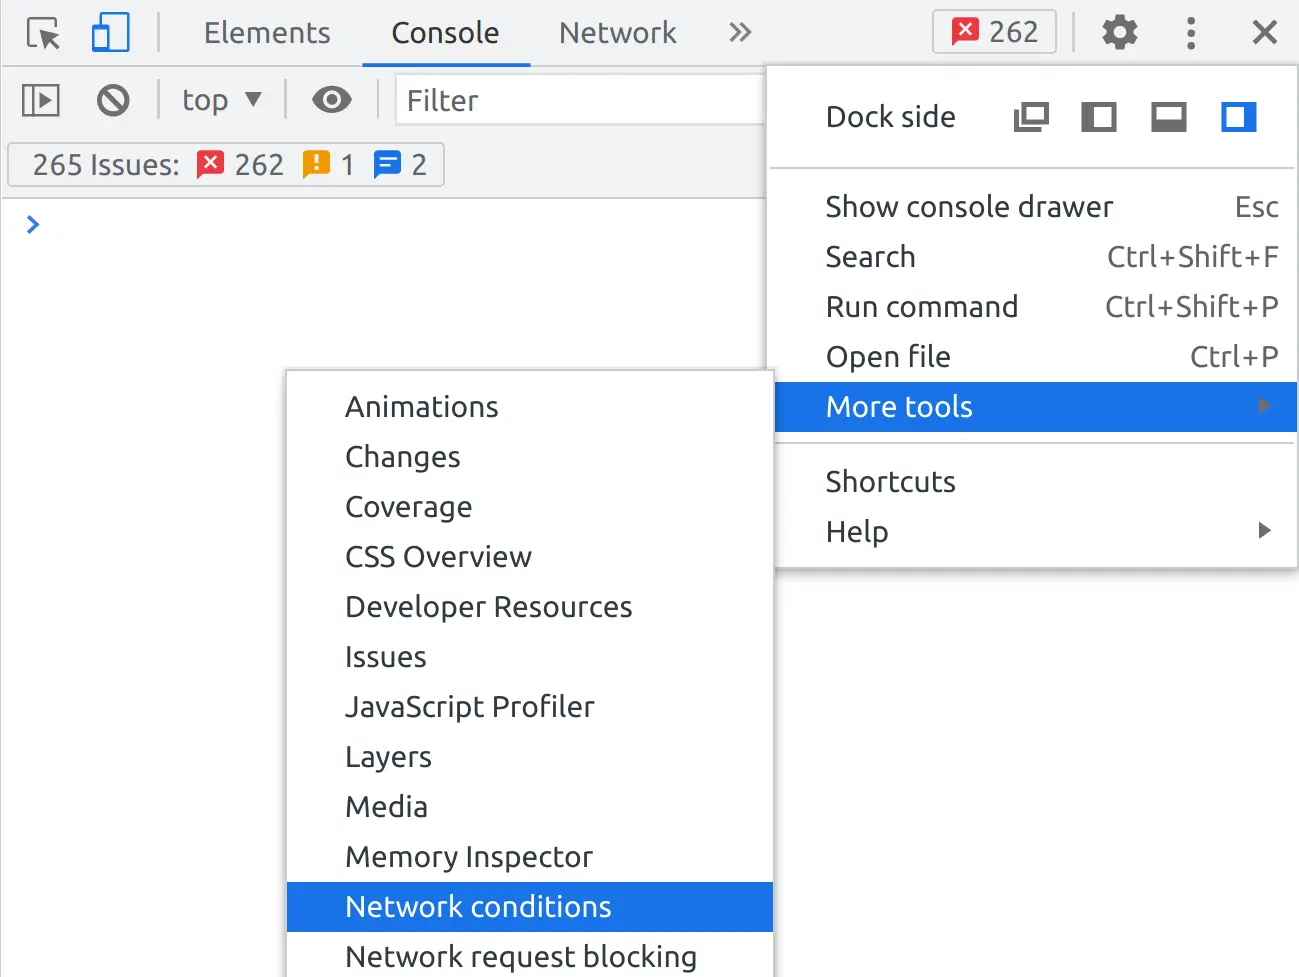 Elements Console Network 262
top Filter
265 Issues: 262 1 2
Dock side
Show console drawer Esc
Search Ctrl+Shift+F
Run command Ctrl+Shift+P
Open file Ctrl+P
More tools
Shortcuts
Help
Animations
Changes
Coverage
CSS Overview
Developer Resources
Issues
JavaScript Profiler
Layers
Media
Memory Inspector
Network conditions
Network request blocking